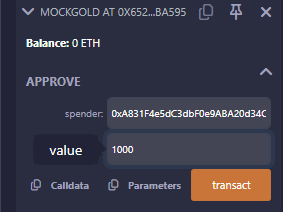 MOCKGOLD AT 0X652...BA595
Balance: 0 ETH
APPROVE
spender: 0xA831F4e5dC3dbF0e9ABA20d34C
value 1000
Calldata Parameters transact